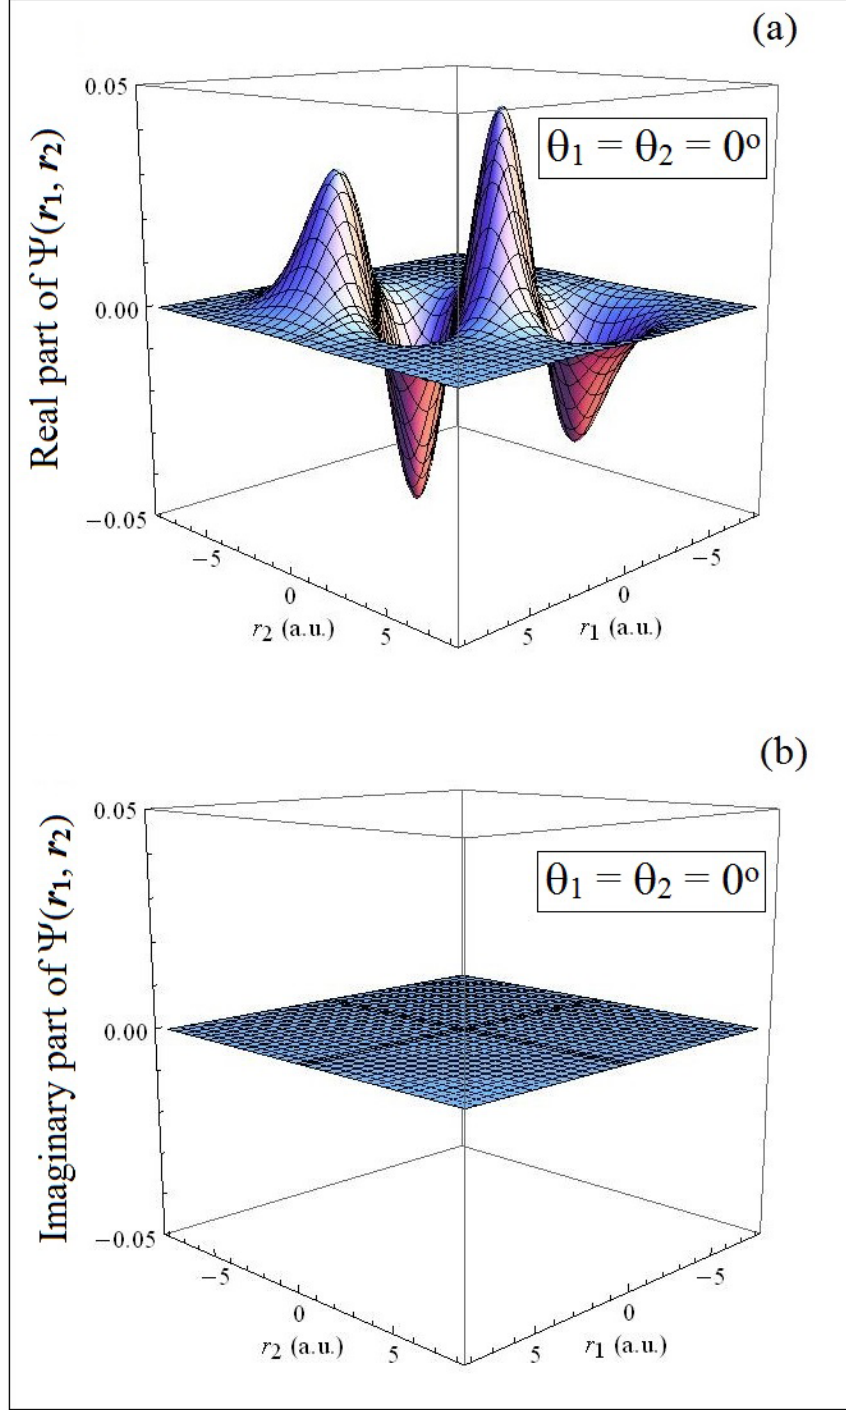 (a)
θ₁ = θ₂ = 0º
Real part of Ψ(r₁, r₂)
0.05
0.00
−0.05
−5
0
5
r₂ (a.u.)
5
0
−5
r₁ (a.u.)
(b)
θ₁ = θ₂ = 0º
Imaginary part of Ψ(r₁, r₂)
0.05
0.00
−0.05
−5
0
5
r₂ (a.u.)
5
0
−5
r₁ (a.u.)